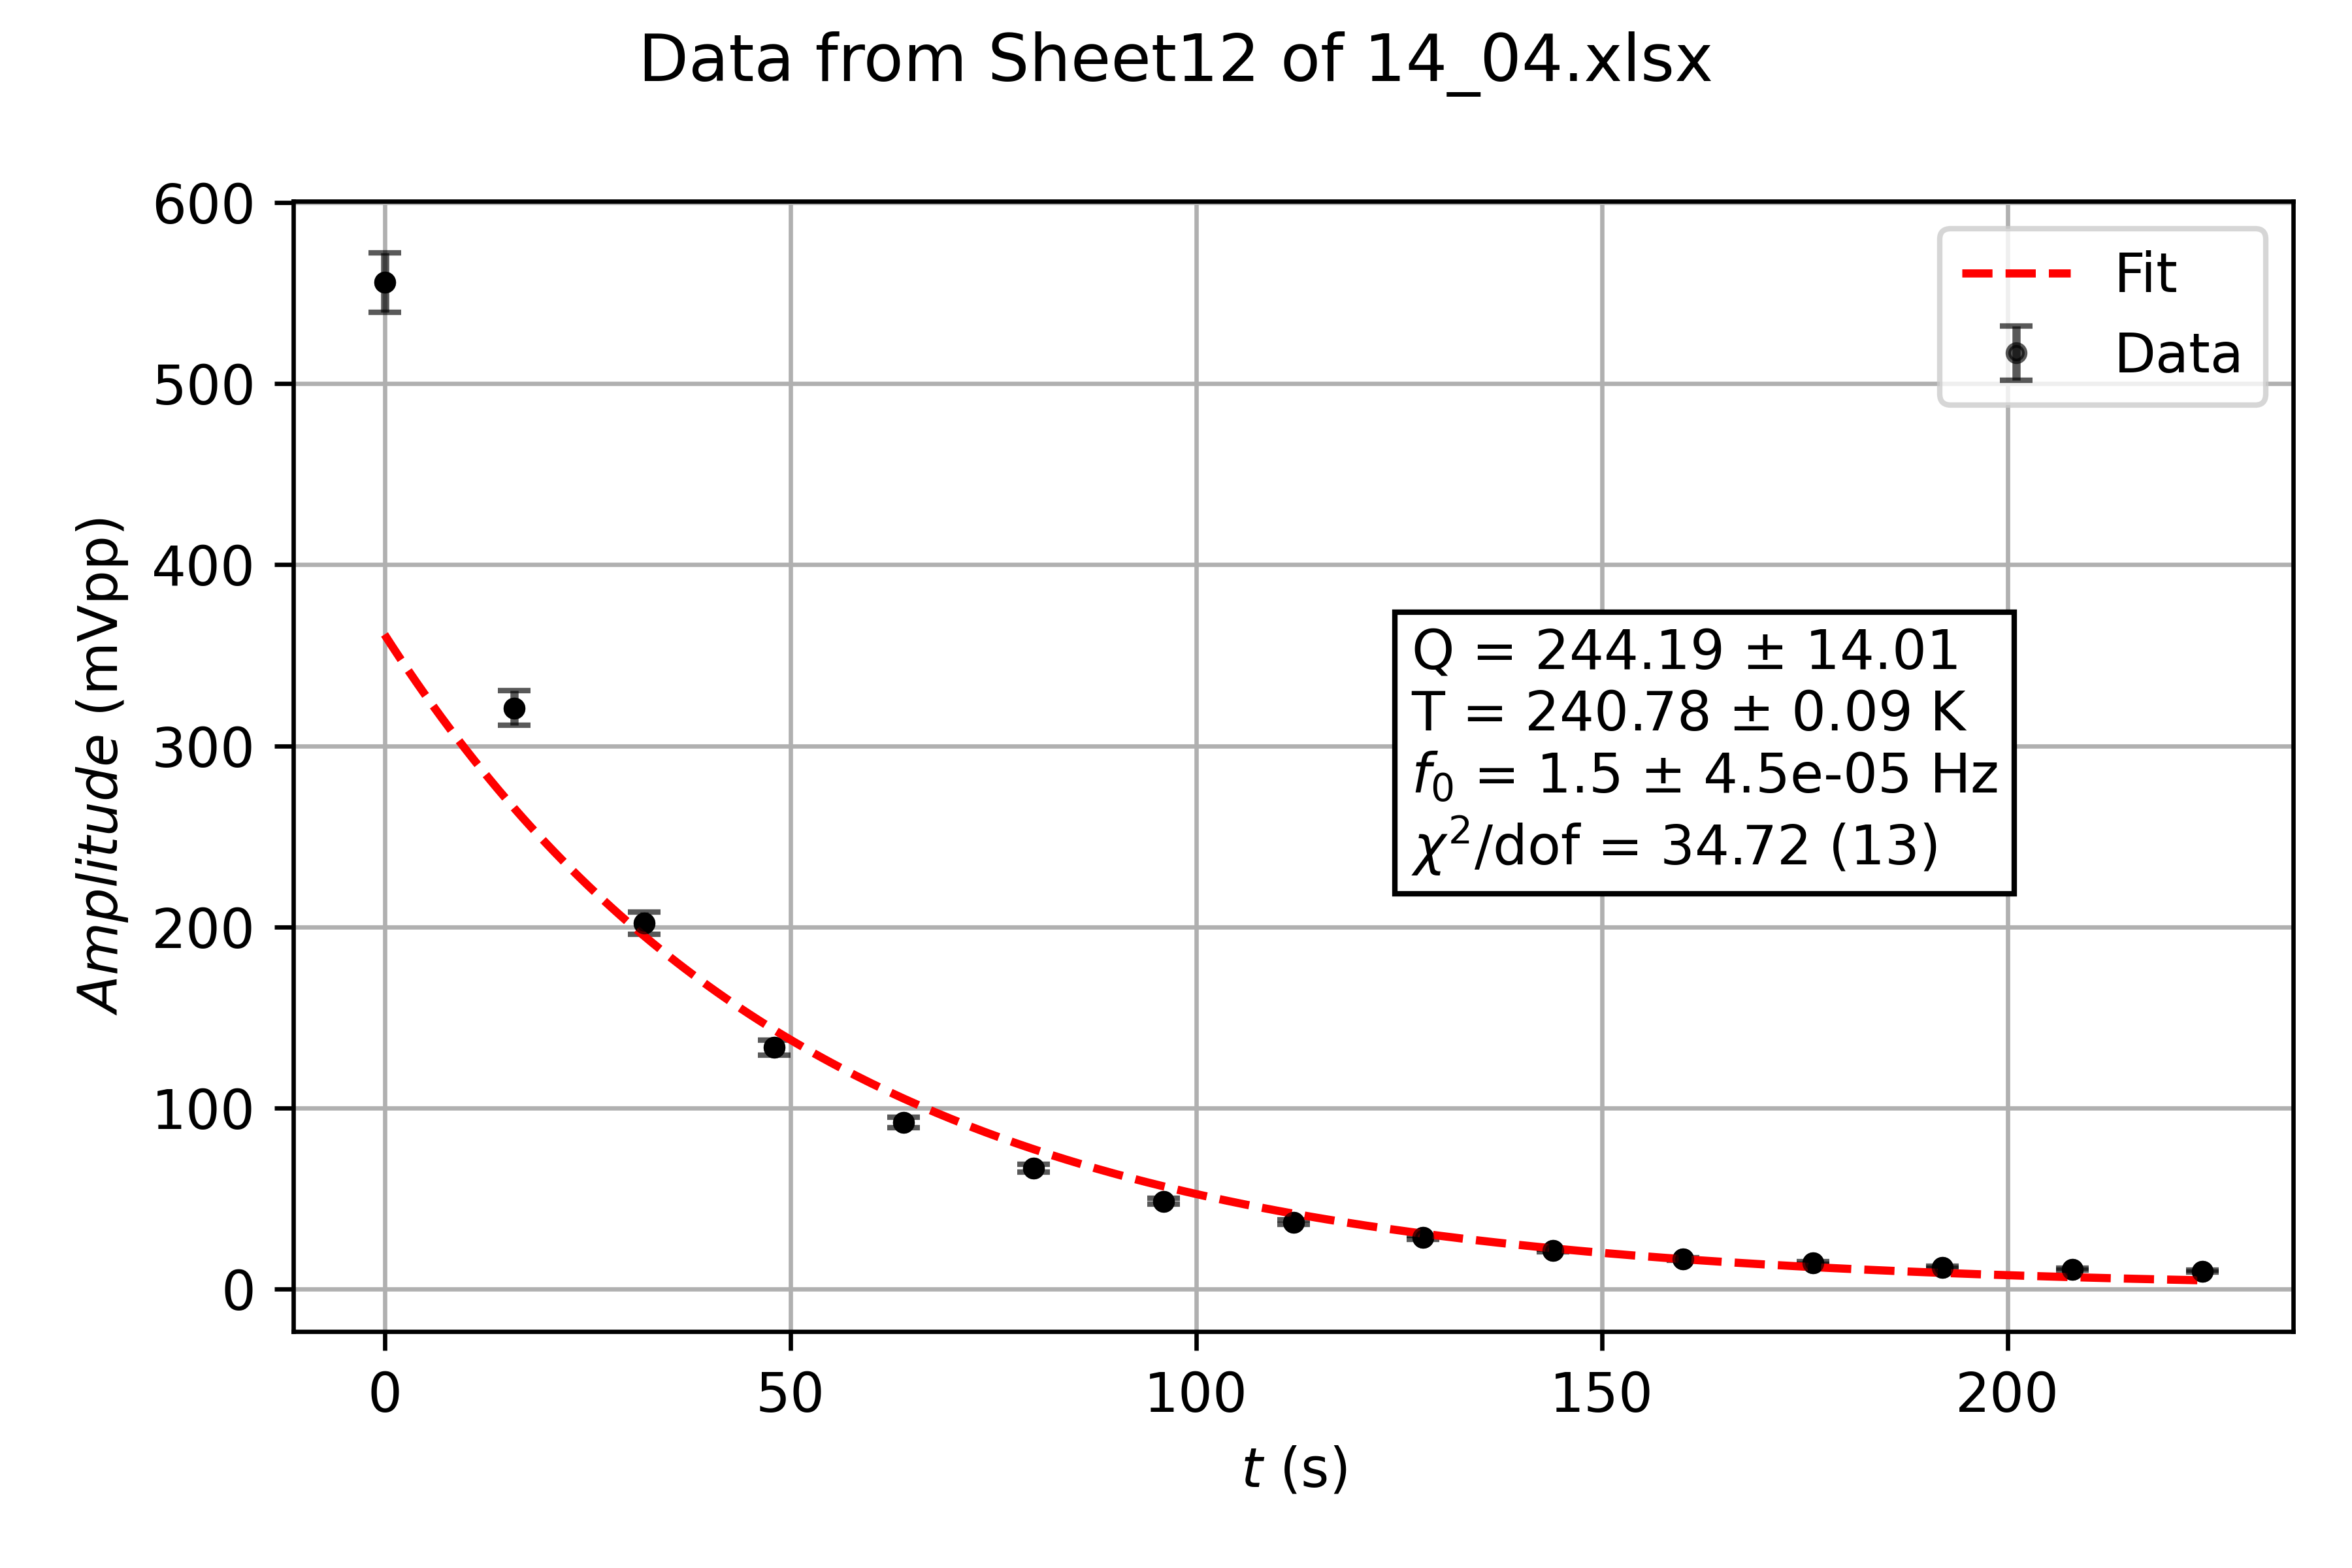 Data from Sheet12 of 14_04.xlsx
600
500
400
300
200
100
0
Amplitude (mVpp)
Fit
Data
Q = 244.19 ± 14.01
T = 240.78 ± 0.09 K
f₀ = 1.5 ± 4.5e-05 Hz
χ²/dof = 34.72 (13)
0 50 100 150 200
t (s)